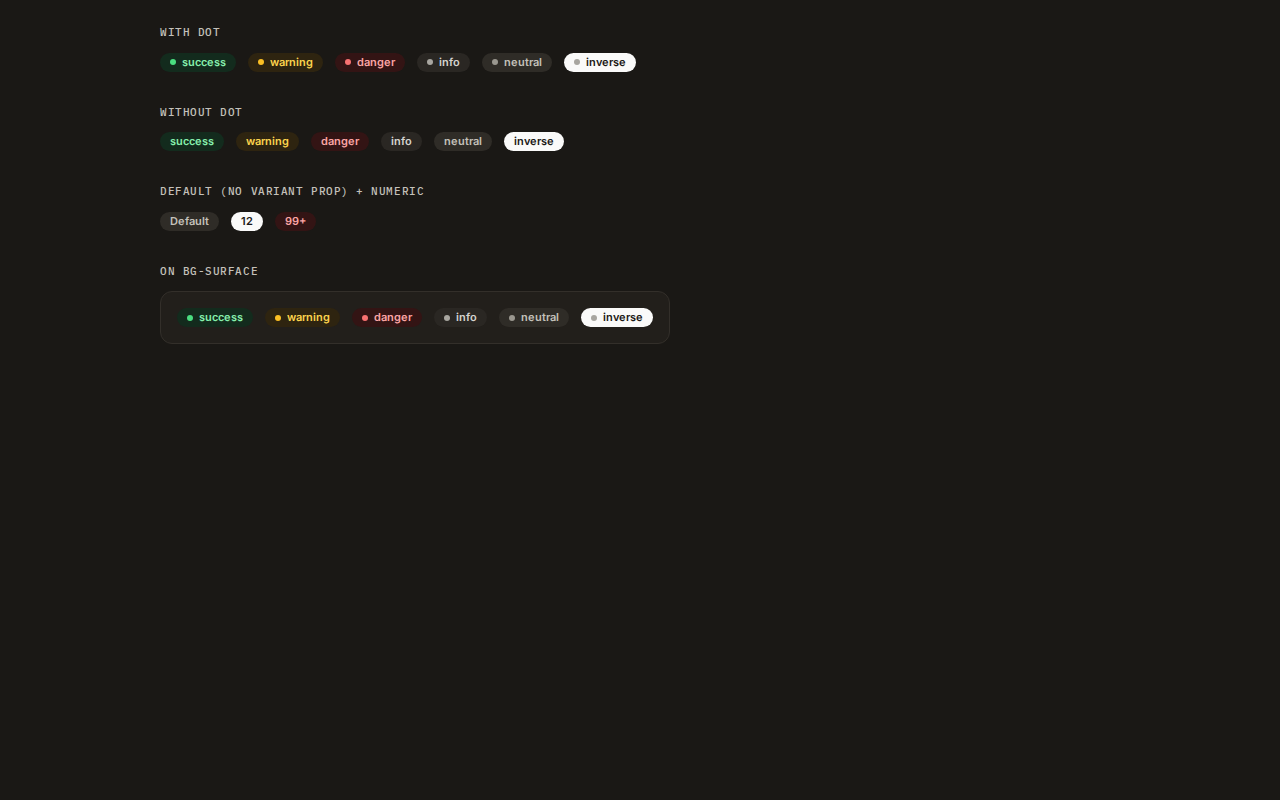 WITH DOT
success warning danger info neutral inverse
WITHOUT DOT
success warning danger info neutral inverse
DEFAULT (NO VARIANT PROP) + NUMERIC
Default 12 99+
ON BG-SURFACE
success warning danger info neutral inverse